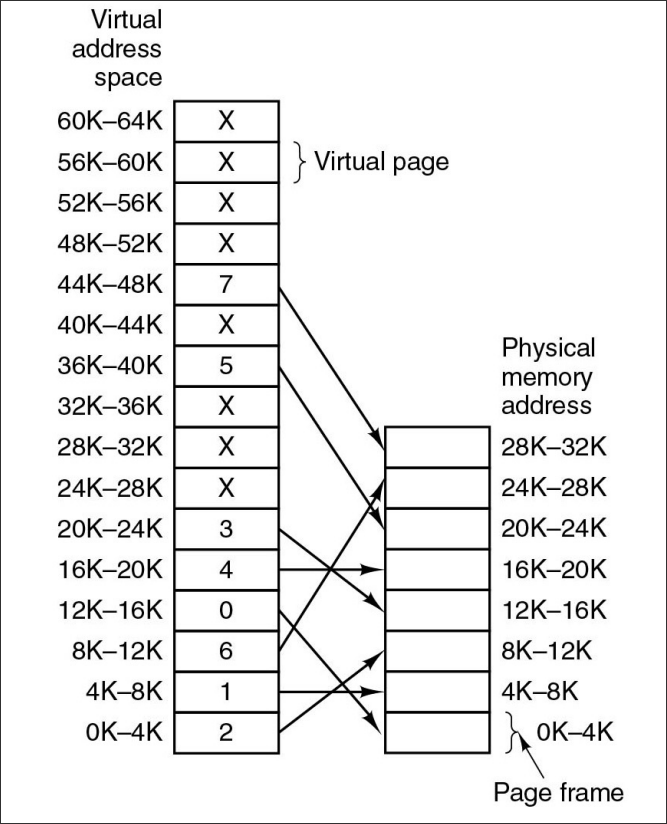 Virtual
address
space
60K–64K X
56K–60K X Virtual page
52K–56K X
48K–52K X
44K–48K 7
40K–44K X
36K–40K 5
32K–36K X
28K–32K X
24K–28K X
20K–24K 3
16K–20K 4
12K–16K 0
8K–12K 6
4K–8K 1
0K–4K 2
Physical
memory
address
28K–32K
24K–28K
20K–24K
16K–20K
12K–16K
8K–12K
4K–8K
0K–4K
Page frame